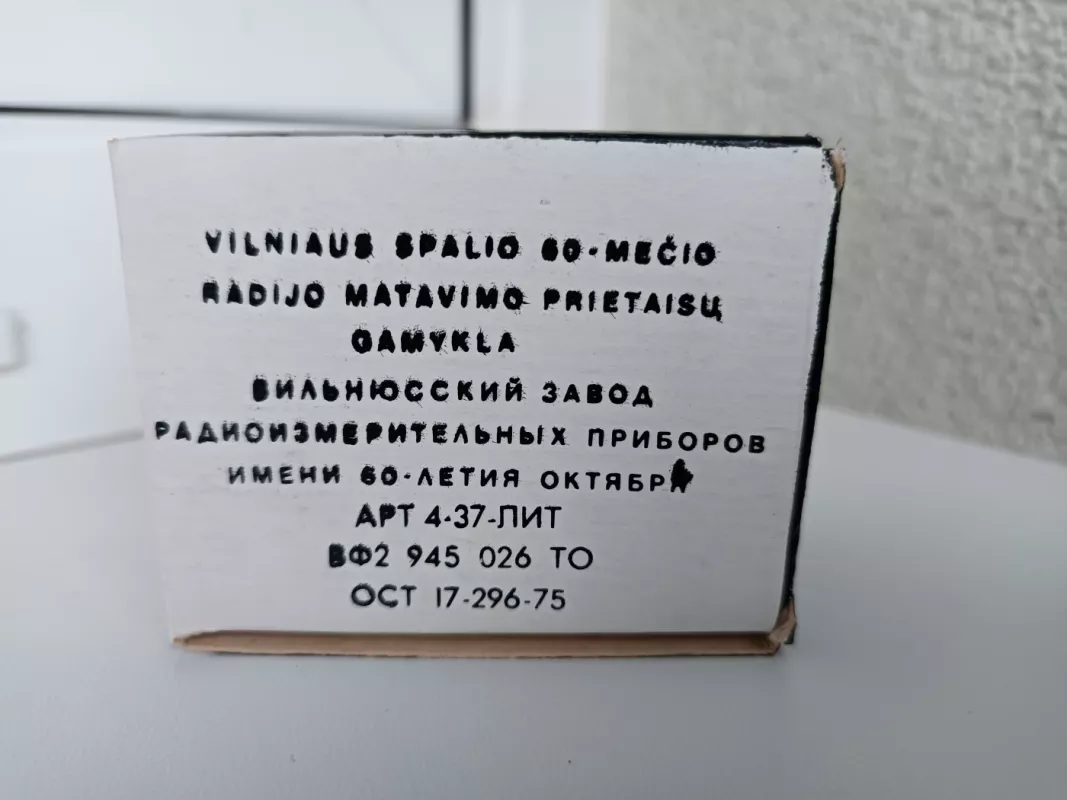 VILNIAUS SPALIO 60-MEČIO
RADIJO MATAVIMO PRIETAISŲ
GAMYKLA
ВИЛЬНЮССКИЙ ЗАВОД
РАДИОИЗМЕРИТЕЛЬНЫХ ПРИБОРОВ
ИМЕНИ 60-ЛЕТИЯ ОКТЯБРЯ
АРТ 4-37-ЛИТ
ВФ2 945 026 ТО
ОСТ 17-296-75